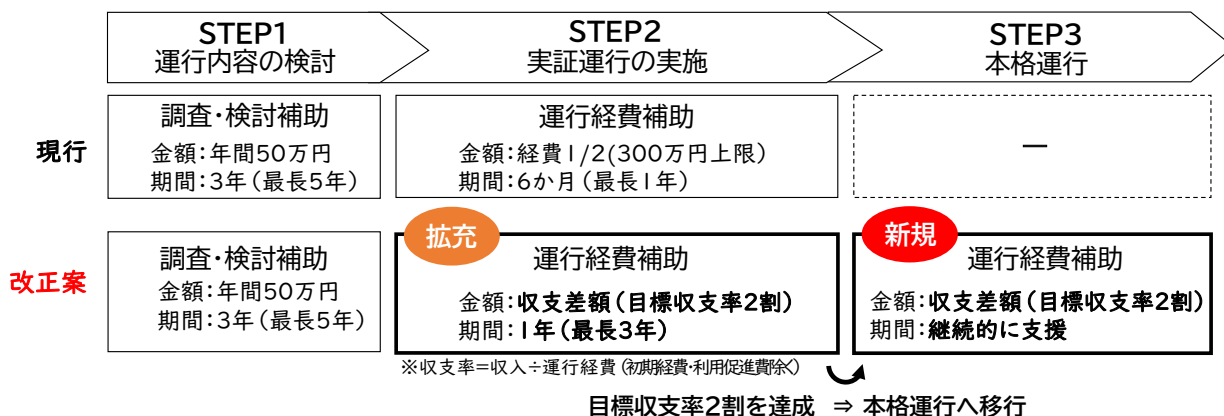 STEP1
運行内容の検討
STEP2
実証運行の実施
STEP3
本格運行
現行
調査・検討補助
金額:年間50万円
期間:3年(最長5年)
運行経費補助
金額:経費1/2(300万円上限)
期間:6か月(最長1年)
ー
改正案
調査・検討補助
金額:年間50万円
期間:3年(最長5年)
拡充
運行経費補助
金額:収支差額(目標収支率2割)
期間:1年(最長3年)
新規
運行経費補助
金額:収支差額(目標収支率2割)
期間:継続的に支援
※収支率=収入÷運行経費(初期経費・利用促進費除く)
目標収支率2割を達成 ⇒ 本格運行へ移行